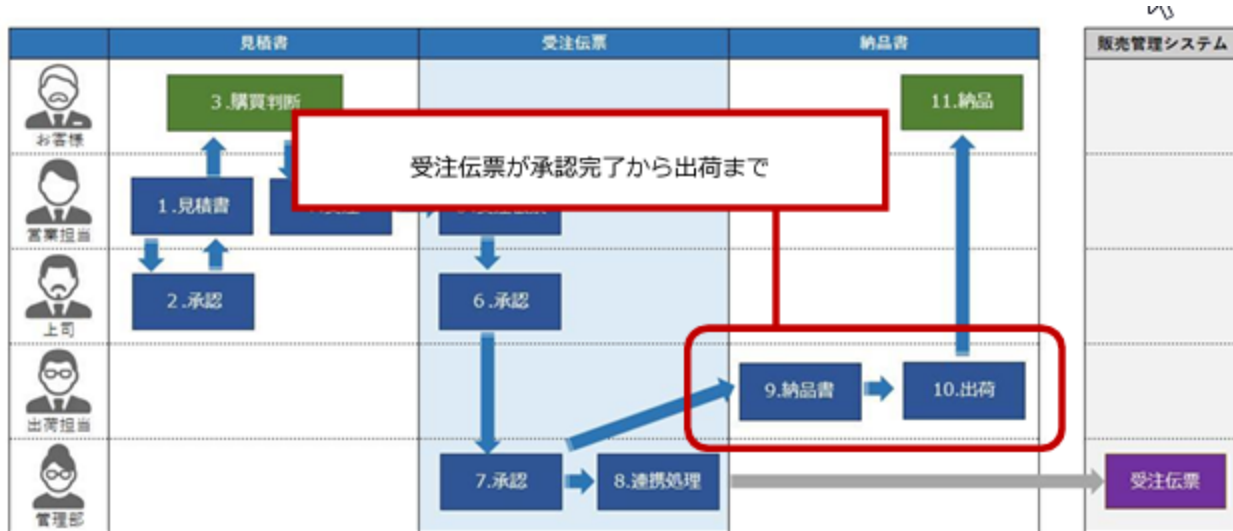 見積書
受注伝票
納品書
販売管理システム
お客様
3.購買判断
11.納品
受注伝票が承認完了から出荷まで
営業担当
1.見積書
上司
2.承認
6.承認
出荷担当
9.納品書
10.出荷
管理部
7.承認
8.連携処理
受注伝票